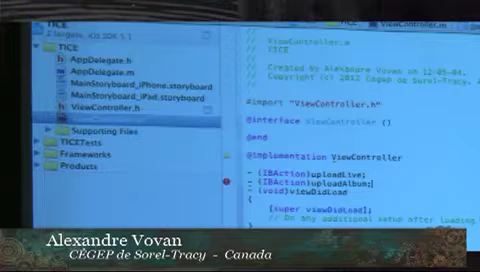 TICE
2 targets, iOS SDK 5.1
TICE
AppDelegate.h
AppDelegate.m
MainStoryboard_iPhone.storyboard
MainStoryboard_iPad.storyboard
ViewController.h
Supporting Files
TICETests
Frameworks
Products
ViewController.m
// ViewController.m
// TICE
//
// Created by Alexandre Vovan on 12-05-04.
// Copyright (c) 2012 Cégep de Sorel-Tracy.
#import "ViewController.h"
@interface ViewController ()
@end
@implementation ViewController
- (IBAction)uploadLive;
- (IBAction)uploadAlbum;
- (void)viewDidLoad
{
[super viewDidLoad];
// Do any additional setup after loading
Alexandre Vovan
CÉGEP de Sorel-Tracy - Canada